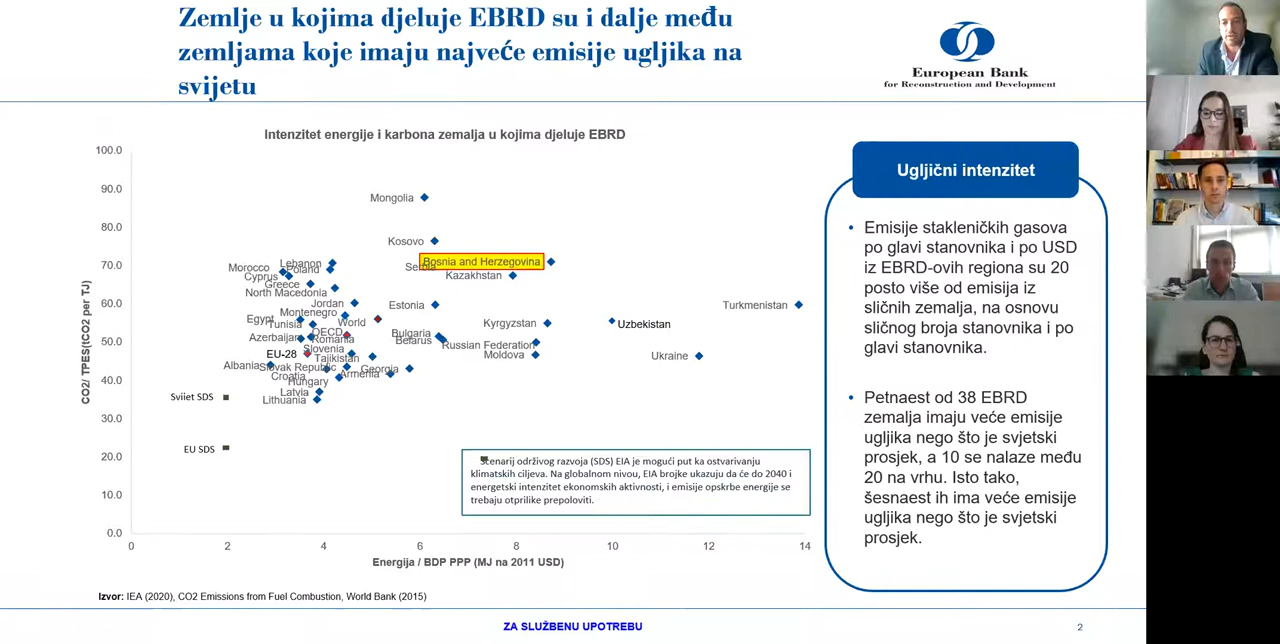 Zemlje u kojima djeluje EBRD su i dalje među
zemljama koje imaju najveće emisije ugljika na
svijetu
European Bank
for Reconstruction and Development
Intenzitet energije i karbona zemalja u kojima djeluje EBRD
CO2/ TPES((tCO2 per TJ)
100.0
90.0
80.0
70.0
60.0
50.0
40.0
30.0
20.0
10.0
0.0
0
2
4
6
8
10
12
14
Mongolia
Kosovo
Bosnia and Herzegovina
Serbia
Kazakhstan
Lebanon
Morocco
Poland
Cyprus
Greece
North Macedonia
Jordan
Estonia
Turkmenistan
Montenegro
Egypt
Tunisia
World
Kyrgyzstan
Uzbekistan
OECD
Azerbaijan
Romania
Bulgaria
Belarus
Russian Federation
Slovenia
EU-28
Tajikistan
Moldova
Ukraine
Albania
Slovak Republic
Georgia
Croatia
Armenia
Hungary
Latvia
Lithuania
Svijet SDS
EU SDS
Scenarij održivog razvoja (SDS) EIA je mogući put ka ostvarivanju
klimatskih ciljeva. Na globalnom nivou, EIA brojke ukazuju da će do 2040 i
energetski intenzitet ekonomskih aktivnosti, i emisije opskrbe energije se
trebaju otprilike prepoloviti.
Energija / BDP PPP (MJ na 2011 USD)
Izvor: IEA (2020), CO2 Emissions from Fuel Combustion, World Bank (2015)
Ugljični intenzitet
• Emisije stakleničkih gasova
po glavi stanovnika i po USD
iz EBRD-ovih regiona su 20
posto više od emisija iz
sličnih zemalja, na osnovu
sličnog broja stanovnika i po
glavi stanovnika.
• Petnaest od 38 EBRD
zemalja imaju veće emisije
ugljika nego što je svjetski
prosjek, a 10 se nalaze među
20 na vrhu. Isto tako,
šesnaest ih ima veće emisije
ugljika nego što je svjetski
prosjek.
ZA SLUŽBENU UPOTREBU
2